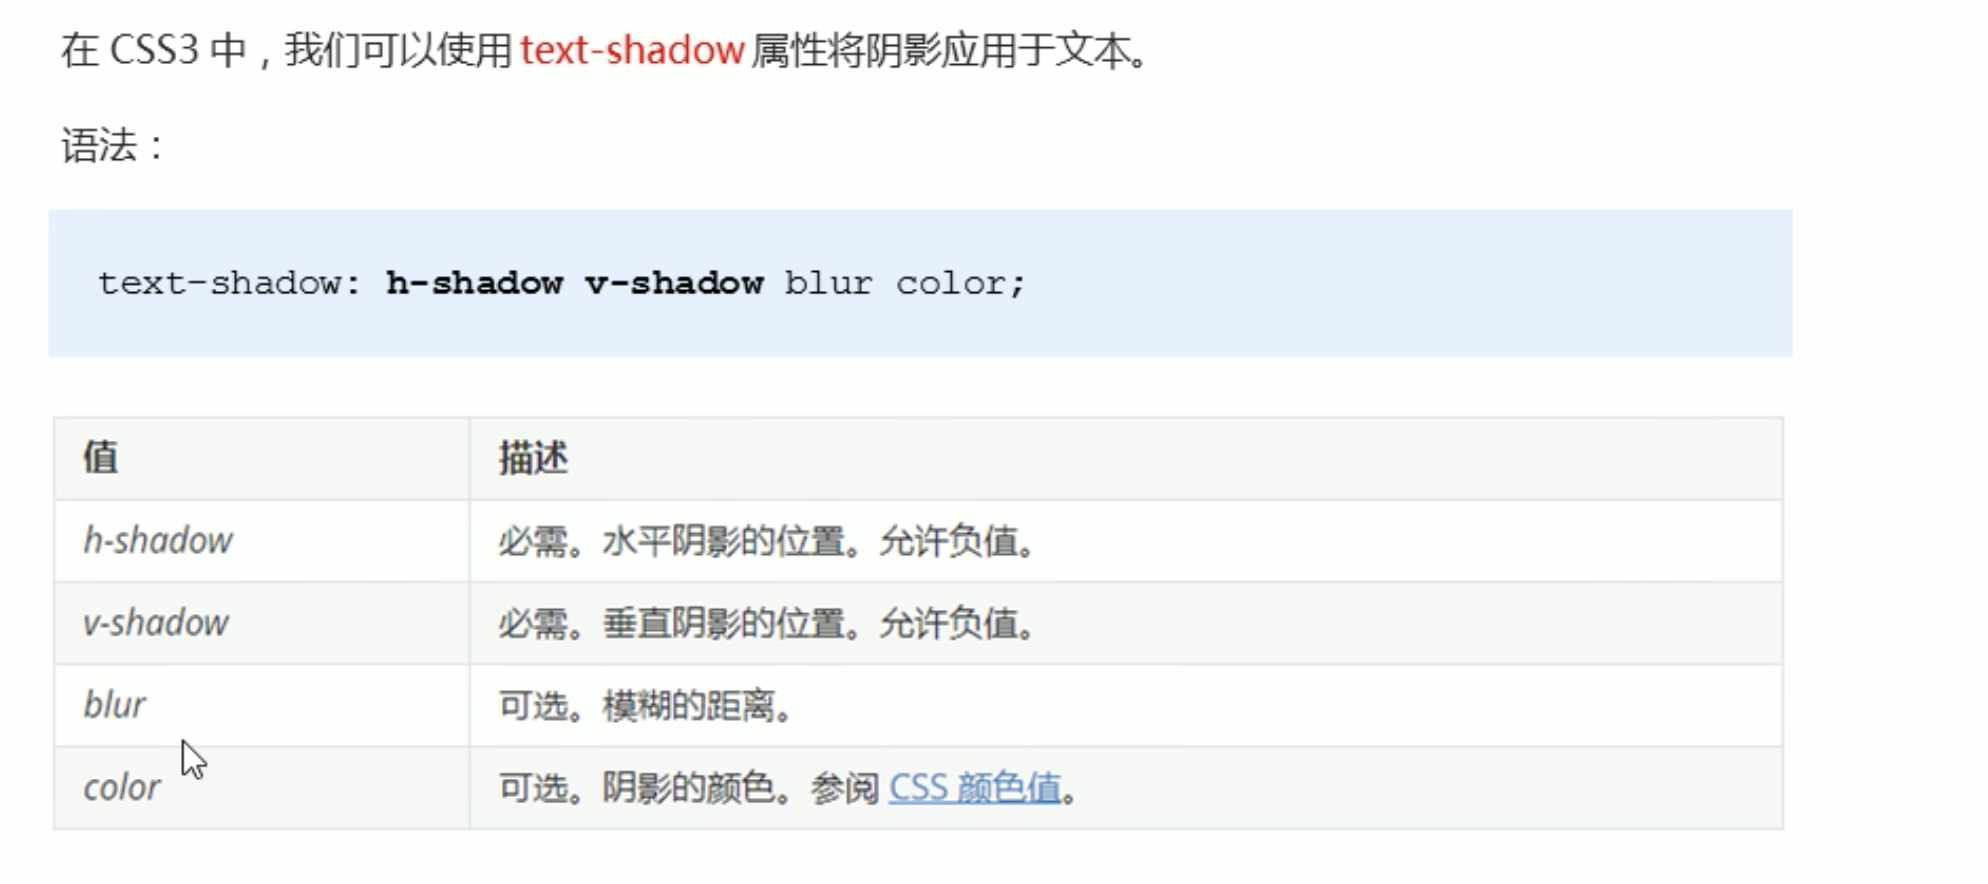 在 CSS3 中，我们可以使用 text-shadow 属性将阴影应用于文本。
语法：
text-shadow: h-shadow v-shadow blur color;
值 描述
h-shadow 必需。水平阴影的位置。允许负值。
v-shadow 必需。垂直阴影的位置。允许负值。
blur 可选。模糊的距离。
color 可选。阴影的颜色。参阅 CSS 颜色值。